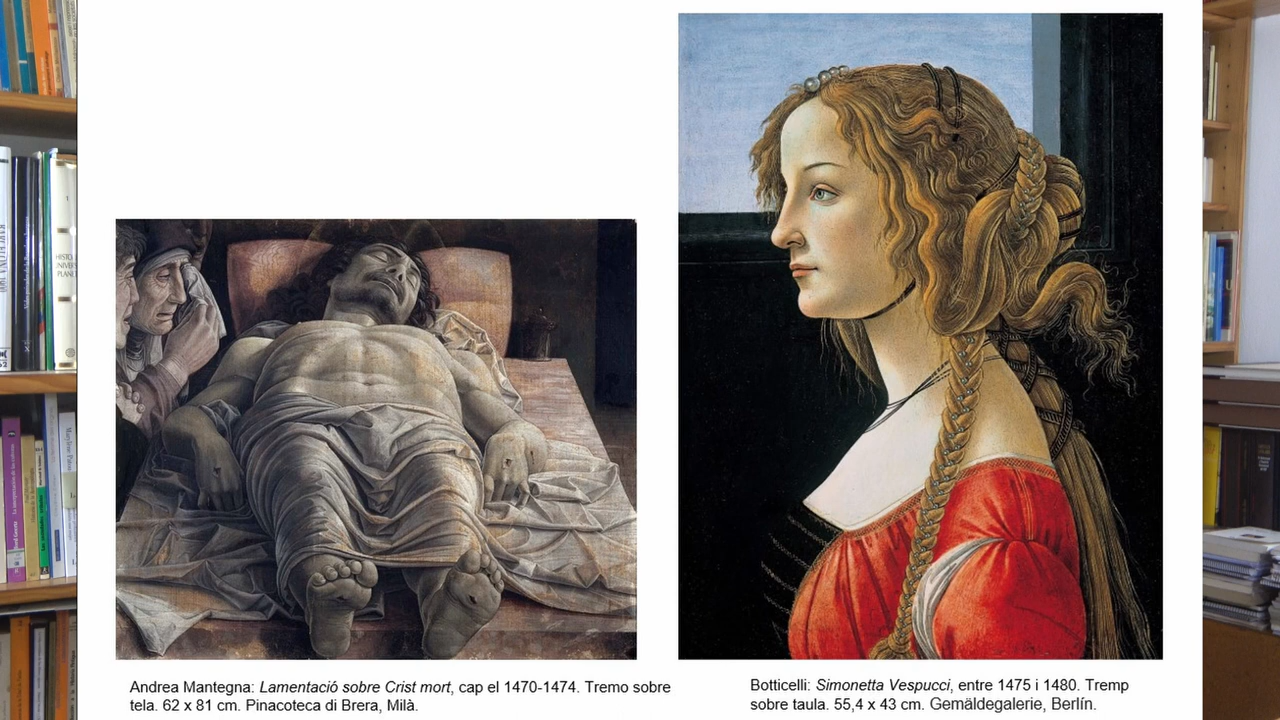 Andrea Mantegna: Lamentació sobre Crist mort, cap el 1470-1474. Tremo sobre
tela. 62 x 81 cm. Pinacoteca di Brera, Milà.
Botticelli: Simonetta Vespucci, entre 1475 i 1480. Tremp
sobre taula. 55,4 x 43 cm. Gemäldegalerie, Berlín.